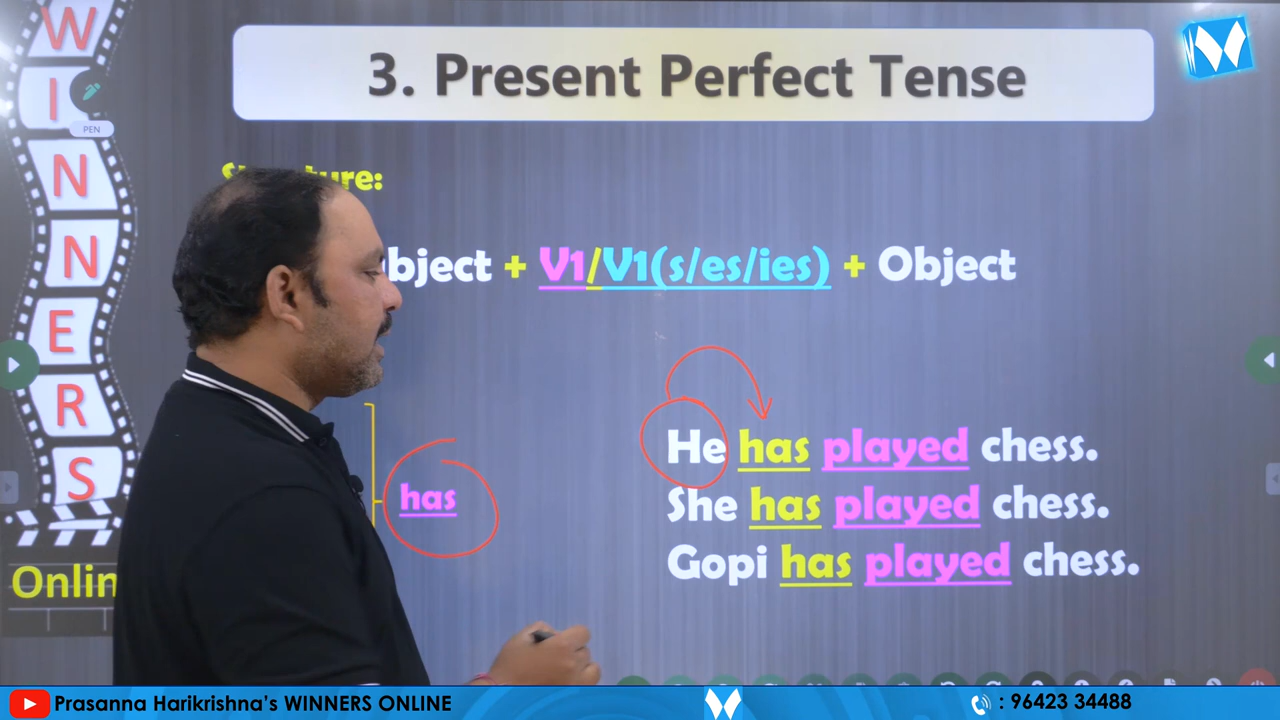 WINNERS
PEN
Onlin
3. Present Perfect Tense
bject + V1/V1(s/es/ies) + Object
has
He has played chess.
She has played chess.
Gopi has played chess.
Prasanna Harikrishna's WINNERS ONLINE
: 96423 34488